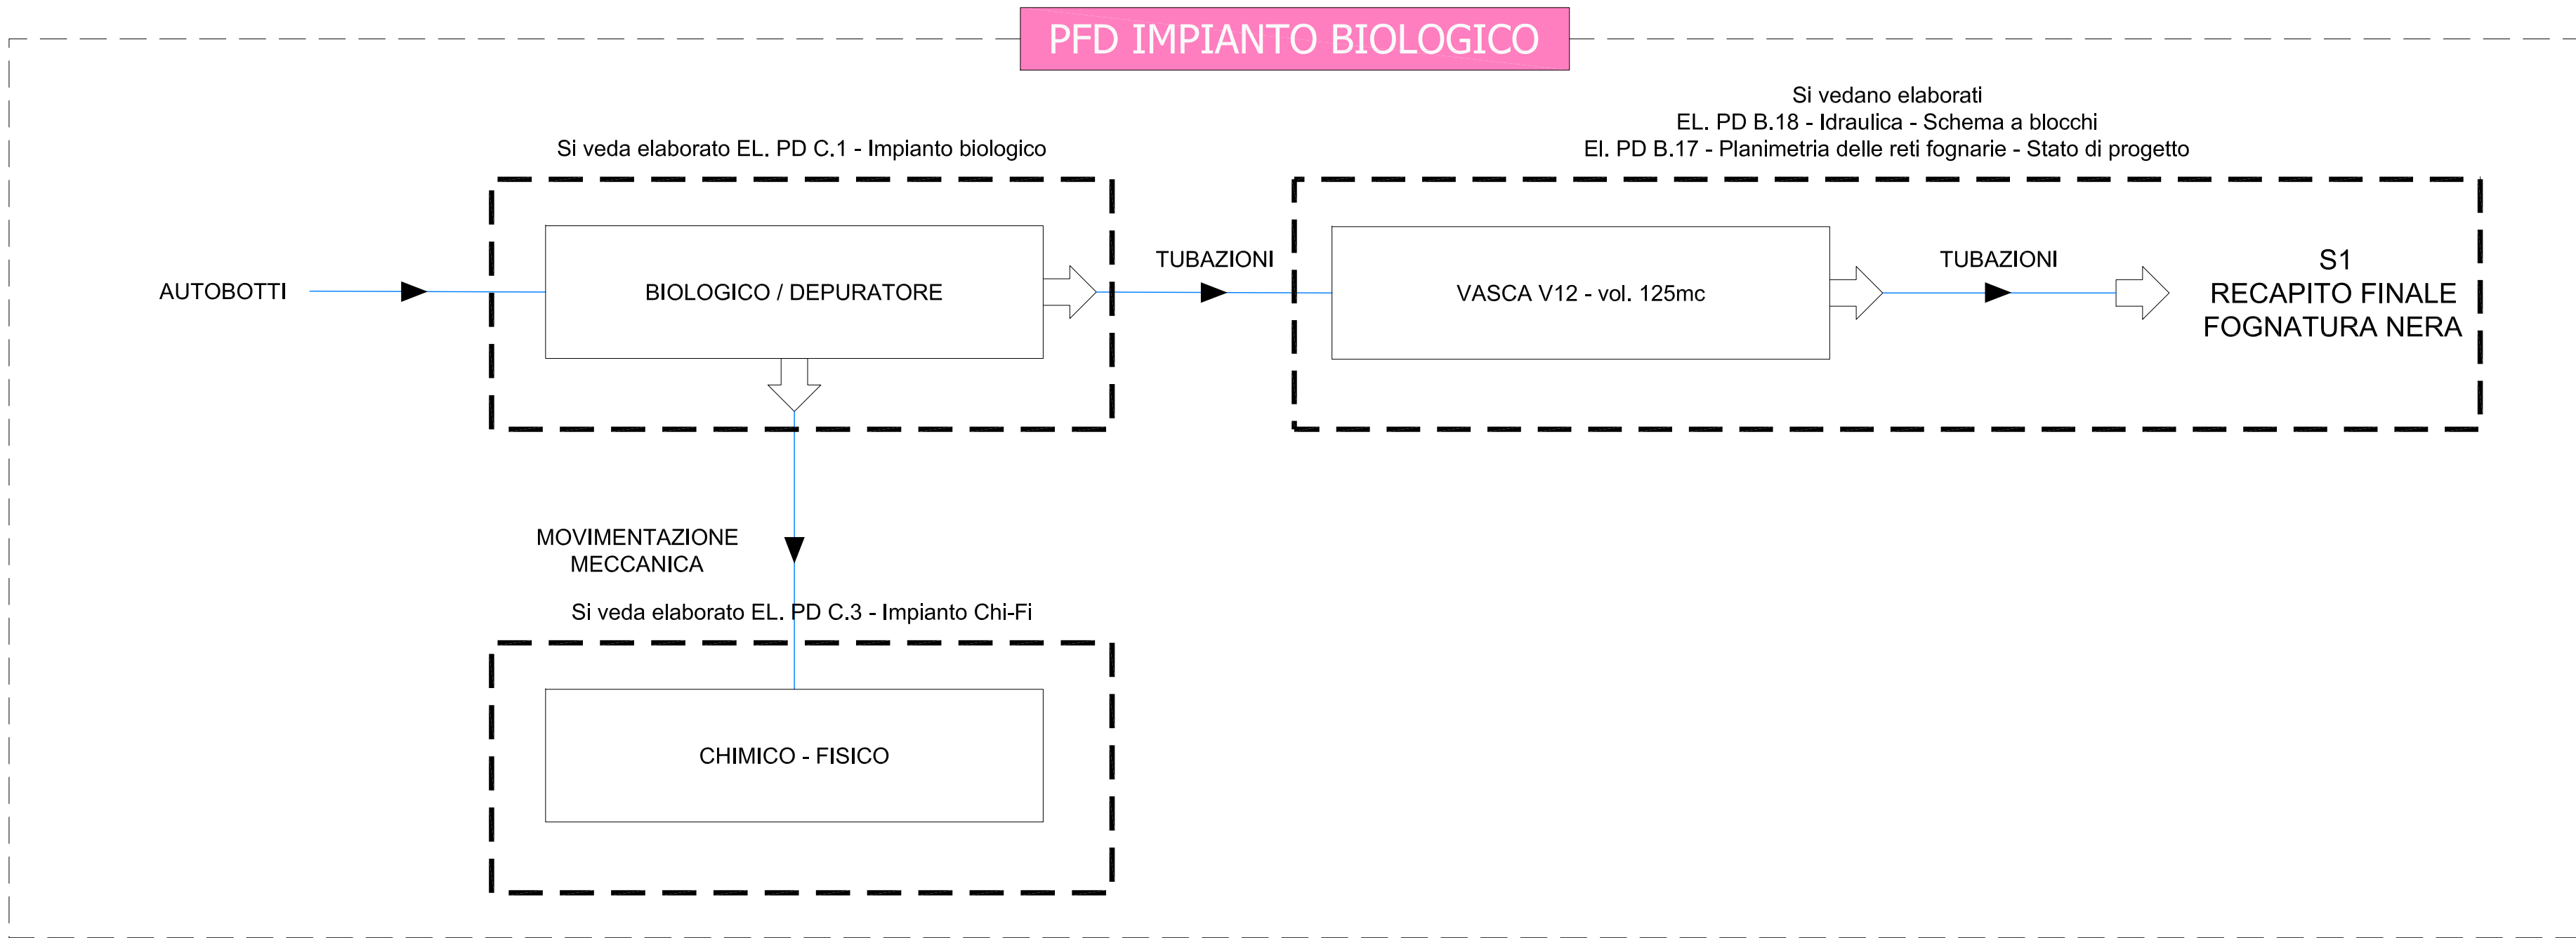 PFD IMPIANTO BIOLOGICO
Si vedano elaborati
EL. PD B.18 - Idraulica - Schema a blocchi
El. PD B.17 - Planimetria delle reti fognarie - Stato di progetto
Si veda elaborato EL. PD C.1 - Impianto biologico
AUTOBOTTI
BIOLOGICO / DEPURATORE
TUBAZIONI
VASCA V12 - vol. 125mc
TUBAZIONI
S1
RECAPITO FINALE
FOGNATURA NERA
MOVIMENTAZIONE
MECCANICA
Si veda elaborato EL. PD C.3 - Impianto Chi-Fi
CHIMICO - FISICO